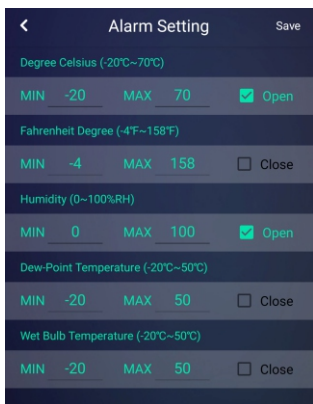 Alarm Setting Save
Degree Celsius (-20℃~70℃)
MIN -20 MAX 70 Open
Fahrenheit Degree (-4℉~158℉)
MIN -4 MAX 158 Close
Humidity (0~100%RH)
MIN 0 MAX 100 Open
Dew-Point Temperature (-20℃~50℃)
MIN -20 MAX 50 Close
Wet Bulb Temperature (-20℃~50℃)
MIN -20 MAX 50 Close